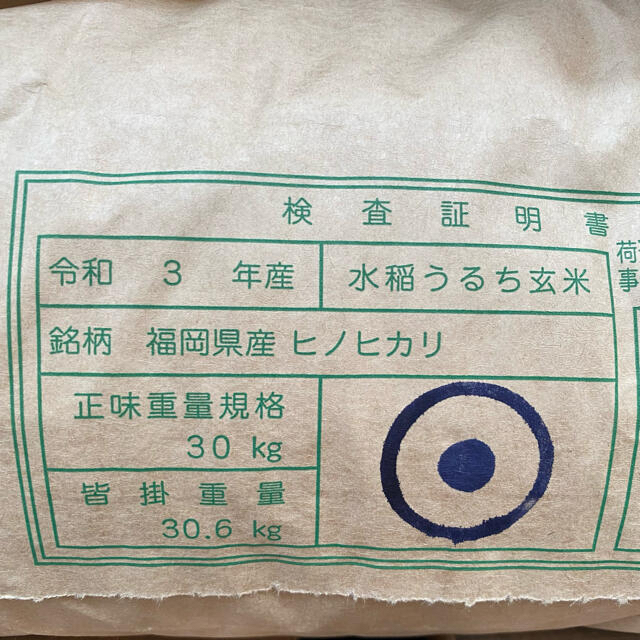 検査証明書
令和 3 年産 水稲うるち玄米
銘柄 福岡県産 ヒノヒカリ
正味重量規格
30 kg
皆掛重量
30.6 kg
荷
事